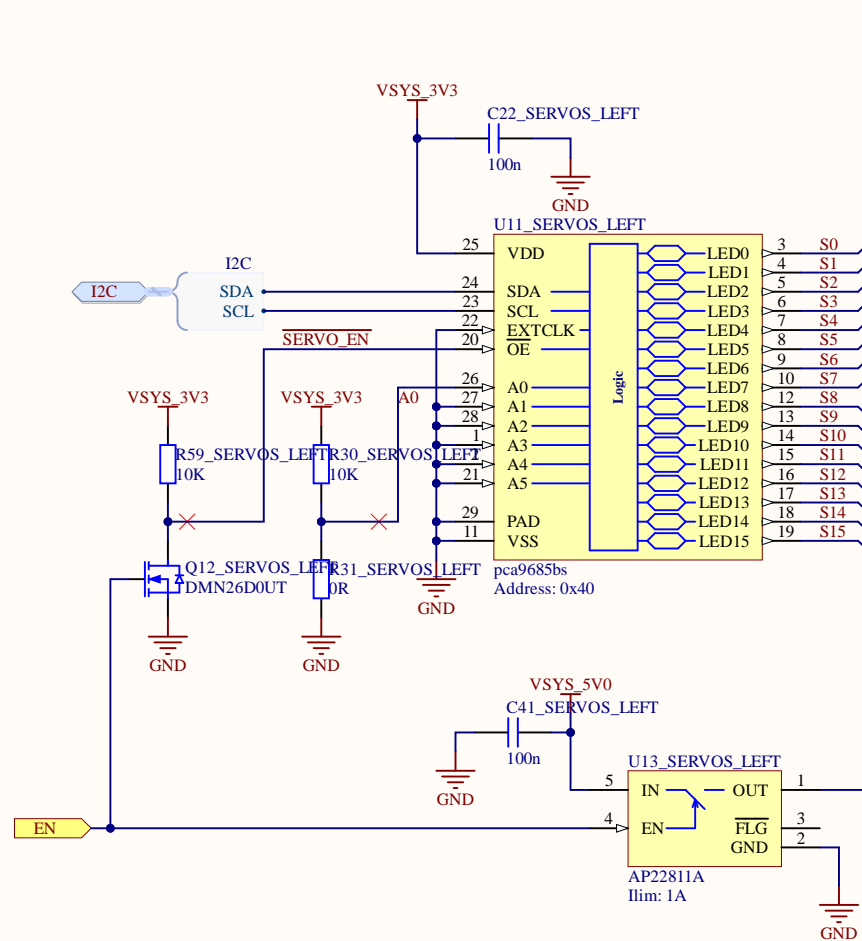 VSYS_3V3
C22_SERVOS_LEFT
100n
GND
U11_SERVOS_LEFT
25 VDD LED0 3 S0
I2C
LED1 4 S1
I2C SDA 24 SDA LED2 5 S2
SCL 23 SCL LED3 6 S3
22 EXTCLK LED4 7 S4
SERVO_EN
20 OE LED5 8 S5
LED6 9 S6
26 A0 LED7 10 S7
VSYS_3V3 VSYS_3V3 A0
27 A1 LED8 12 S8
28 A2 LED9 13 S9
1 A3 LED10 14 S10
Logic
R59_SERVOS_LEFT R30_SERVOS_LEFT
2 A4 LED11 15 S11
10K 10K
21 A5 LED12 16 S12
LED13 17 S13
29 PAD LED14 18 S14
11 VSS LED15 19 S15
Q12_SERVOS_LEFT R31_SERVOS_LEFT
pca9685bs
DMN26D0UT 0R
Address: 0x40
GND
GND GND
VSYS_5V0
C41_SERVOS_LEFT
100n
U13_SERVOS_LEFT
GND
5 IN OUT 1
EN 4 EN FLG 3
GND 2
AP22811A
Ilim: 1A
GND